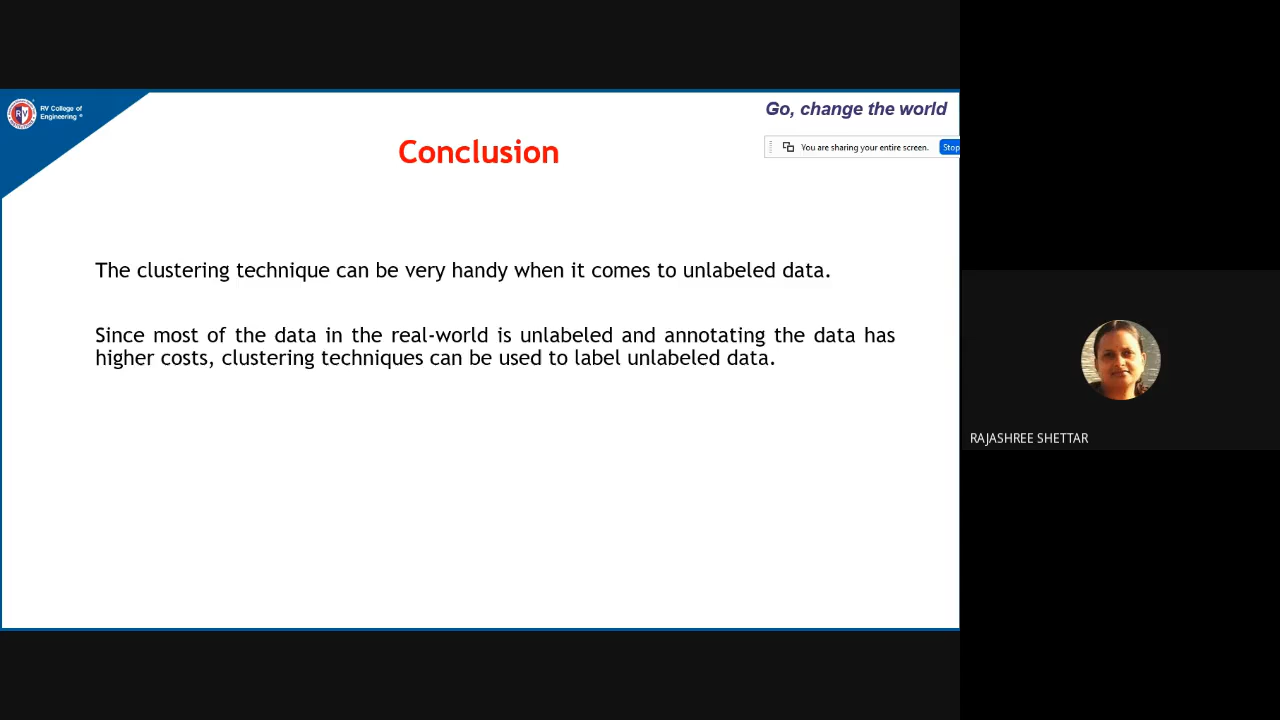 RV College of
Engineering
Go, change the world
You are sharing your entire screen.
Stop
Conclusion
The clustering technique can be very handy when it comes to unlabeled data.
Since most of the data in the real-world is unlabeled and annotating the data has
higher costs, clustering techniques can be used to label unlabeled data.
RAJASHREE SHETTAR